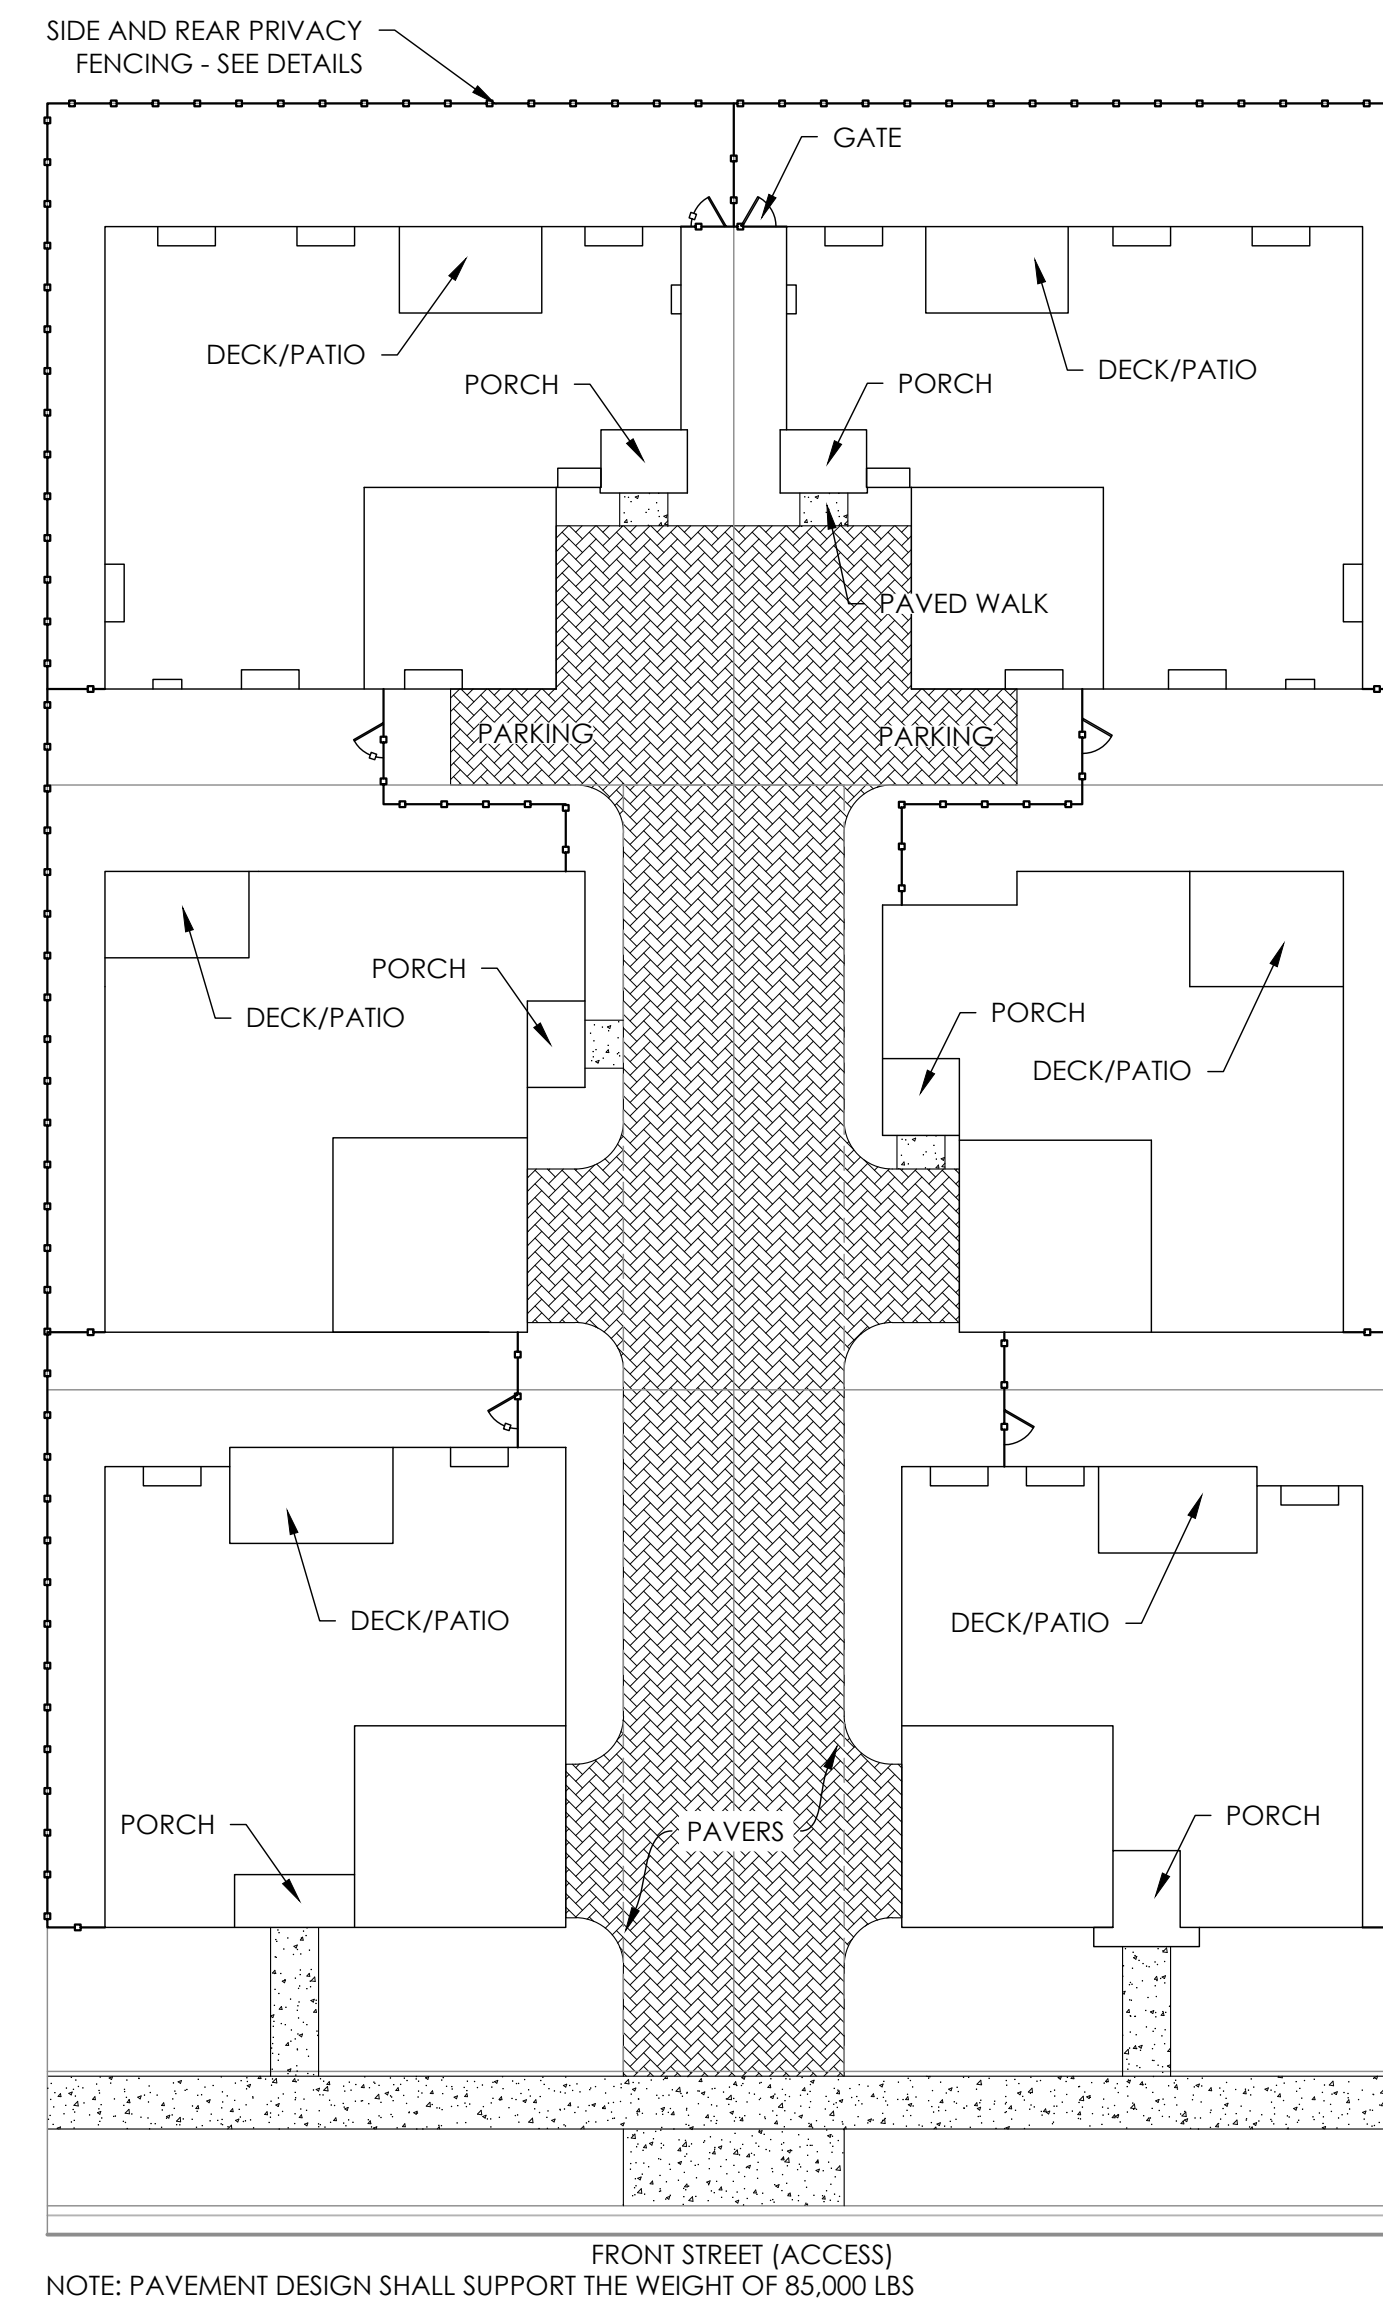 SIDE AND REAR PRIVACY
FENCING - SEE DETAILS
GATE
DECK/PATIO
PORCH
PORCH
DECK/PATIO
PAVED WALK
PARKING
PARKING
PORCH
DECK/PATIO
PORCH
DECK/PATIO
DECK/PATIO
DECK/PATIO
PORCH
PAVERS
PORCH
FRONT STREET (ACCESS)
NOTE: PAVEMENT DESIGN SHALL SUPPORT THE WEIGHT OF 85,000 LBS